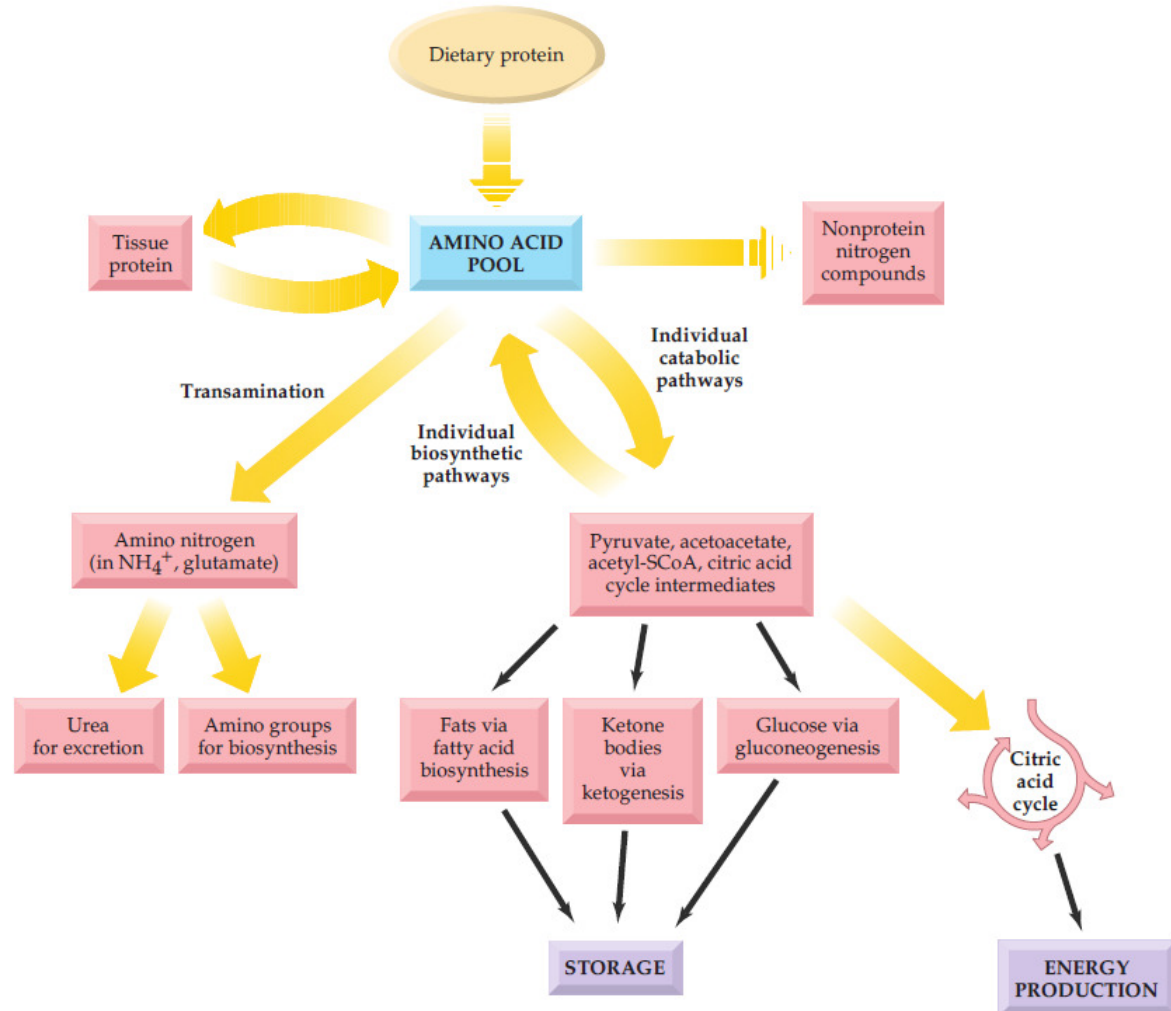 Dietary protein
Tissue
protein
AMINO ACID
POOL
Nonprotein
nitrogen
compounds
Individual
catabolic
pathways
Transamination
Individual
biosynthetic
pathways
Amino nitrogen
(in NH₄⁺, glutamate)
Pyruvate, acetoacetate,
acetyl-SCoA, citric acid
cycle intermediates
Urea
for excretion
Amino groups
for biosynthesis
Fats via
fatty acid
biosynthesis
Ketone
bodies
via
ketogenesis
Glucose via
gluconeogenesis
Citric
acid
cycle
STORAGE
ENERGY
PRODUCTION